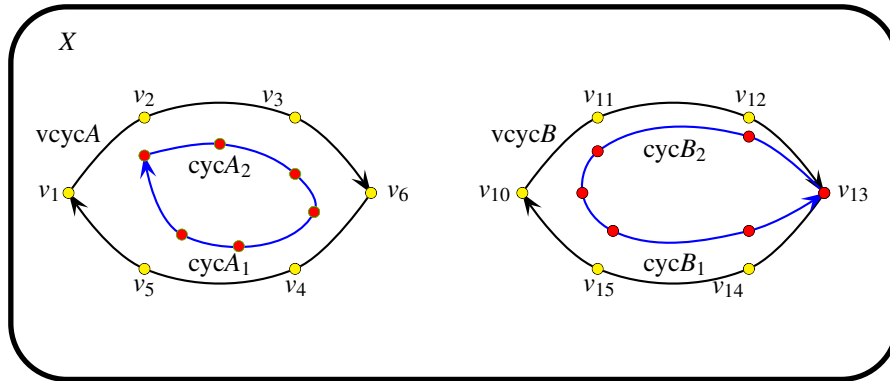 X
v₂ v₃ v₁₁ v₁₂
vcycA vcycB
cycA₂ cycB₂
v₁ v₆ v₁₀ v₁₃
cycA₁ cycB₁
v₅ v₄ v₁₅ v₁₄